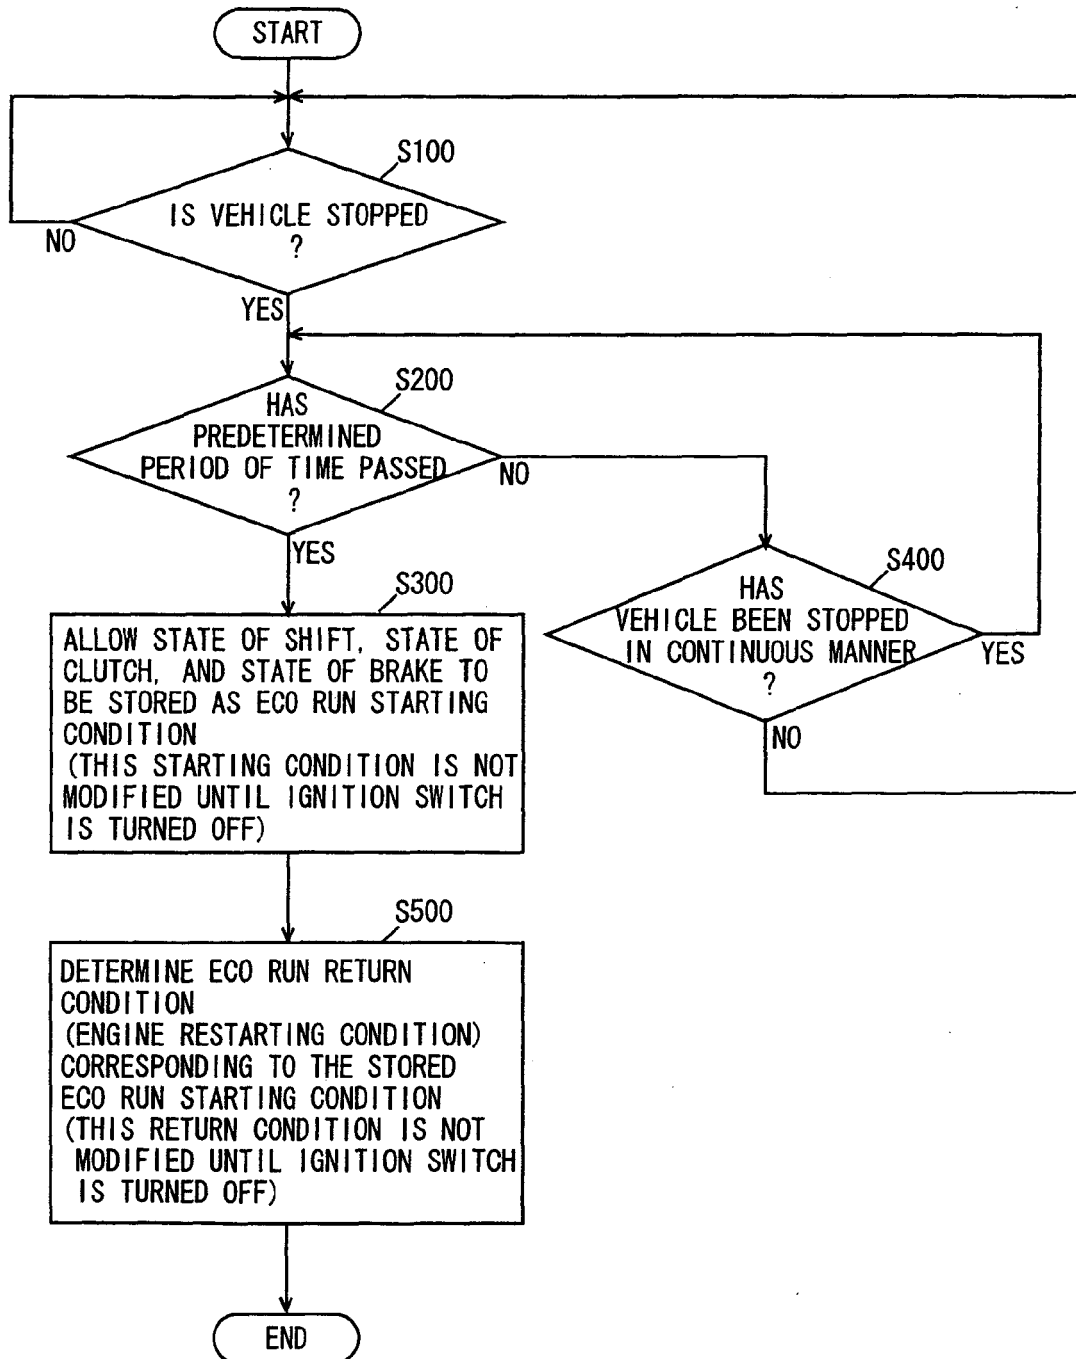 START
S100
IS VEHICLE STOPPED
?
NO
YES
S200
HAS
PREDETERMINED
PERIOD OF TIME PASSED
?
NO
YES
S400
HAS
VEHICLE BEEN STOPPED
IN CONTINUOUS MANNER
?
YES
NO
S300
ALLOW STATE OF SHIFT, STATE OF
CLUTCH, AND STATE OF BRAKE TO
BE STORED AS ECO RUN STARTING
CONDITION
(THIS STARTING CONDITION IS NOT
MODIFIED UNTIL IGNITION SWITCH
IS TURNED OFF)
S500
DETERMINE ECO RUN RETURN
CONDITION
(ENGINE RESTARTING CONDITION)
CORRESPONDING TO THE STORED
ECO RUN STARTING CONDITION
(THIS RETURN CONDITION IS NOT
MODIFIED UNTIL IGNITION SWITCH
IS TURNED OFF)
END